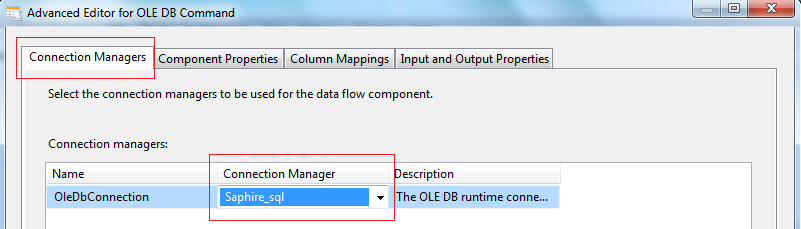 Advanced Editor for OLE DB Command
Connection Managers Component Properties Column Mappings Input and Output Properties
Select the connection managers to be used for the data flow component.
Connection managers:
Name Connection Manager Description
OleDbConnection Saphire_sql The OLE DB runtime conne...